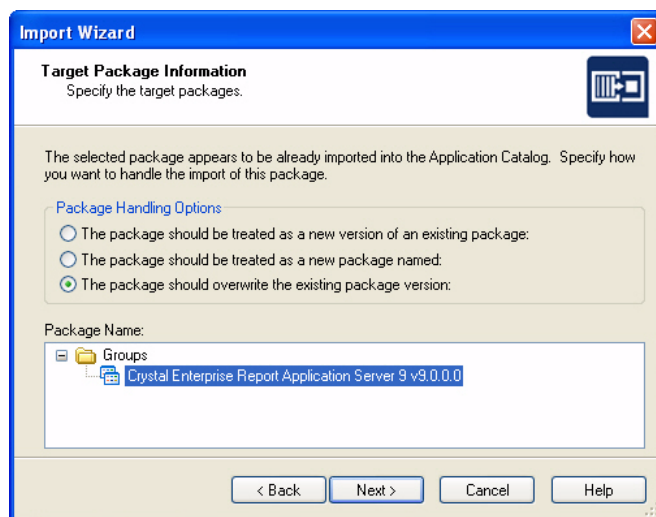 Import Wizard
Target Package Information
Specify the target packages.
The selected package appears to be already imported into the Application Catalog. Specify how
you want to handle the import of this package.
Package Handling Options
The package should be treated as a new version of an existing package:
The package should be treated as a new package named:
The package should overwrite the existing package version:
Package Name:
Groups
Crystal Enterprise Report Application Server 9 v9.0.0.0
< Back
Next >
Cancel
Help